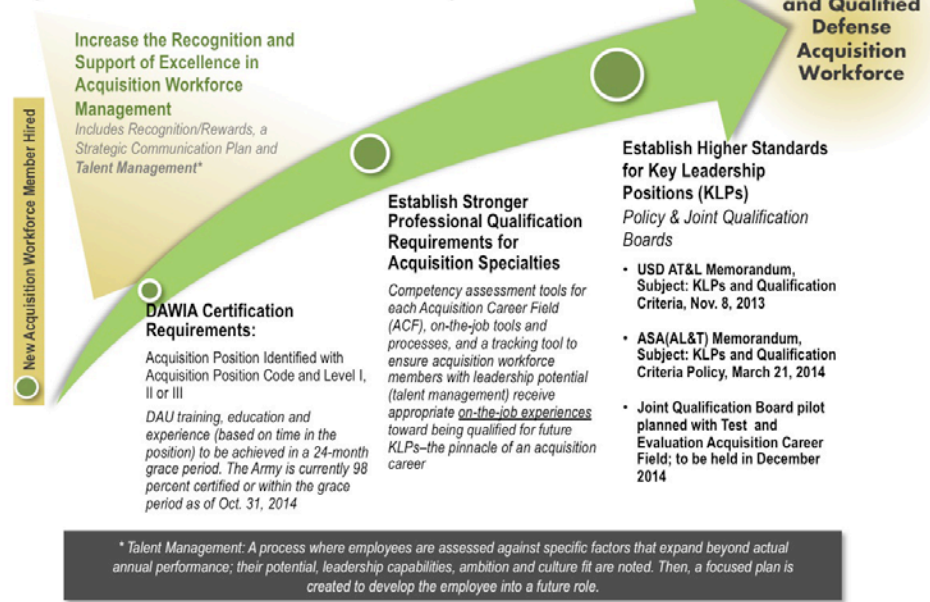 and Qualified
Defense
Acquisition
Workforce
Increase the Recognition and
Support of Excellence in
Acquisition Workforce
Management
Includes Recognition/Rewards, a
Strategic Communication Plan and
Talent Management*
New Acquisition Workforce Member Hired
DAWIA Certification
Requirements:
Acquisition Position Identified with
Acquisition Position Code and Level I,
II or III
DAU training, education and
experience (based on time in the
position) to be achieved in a 24-month
grace period. The Army is currently 98
percent certified or within the grace
period as of Oct. 31, 2014
Establish Stronger
Professional Qualification
Requirements for
Acquisition Specialties
Competency assessment tools for
each Acquisition Career Field
(ACF), on-the-job tools and
processes, and a tracking tool to
ensure acquisition workforce
members with leadership potential
(talent management) receive
appropriate on-the-job experiences
toward being qualified for future
KLPs–the pinnacle of an acquisition
career
Establish Higher Standards
for Key Leadership
Positions (KLPs)
Policy & Joint Qualification
Boards
• USD AT&L Memorandum,
Subject: KLPs and Qualification
Criteria, Nov. 8, 2013
• ASA(AL&T) Memorandum,
Subject: KLPs and Qualification
Criteria Policy, March 21, 2014
• Joint Qualification Board pilot
planned with Test and
Evaluation Acquisition Career
Field; to be held in December
2014
* Talent Management: A process where employees are assessed against specific factors that expand beyond actual
annual performance; their potential, leadership capabilities, ambition and culture fit are noted. Then, a focused plan is
created to develop the employee into a future role.